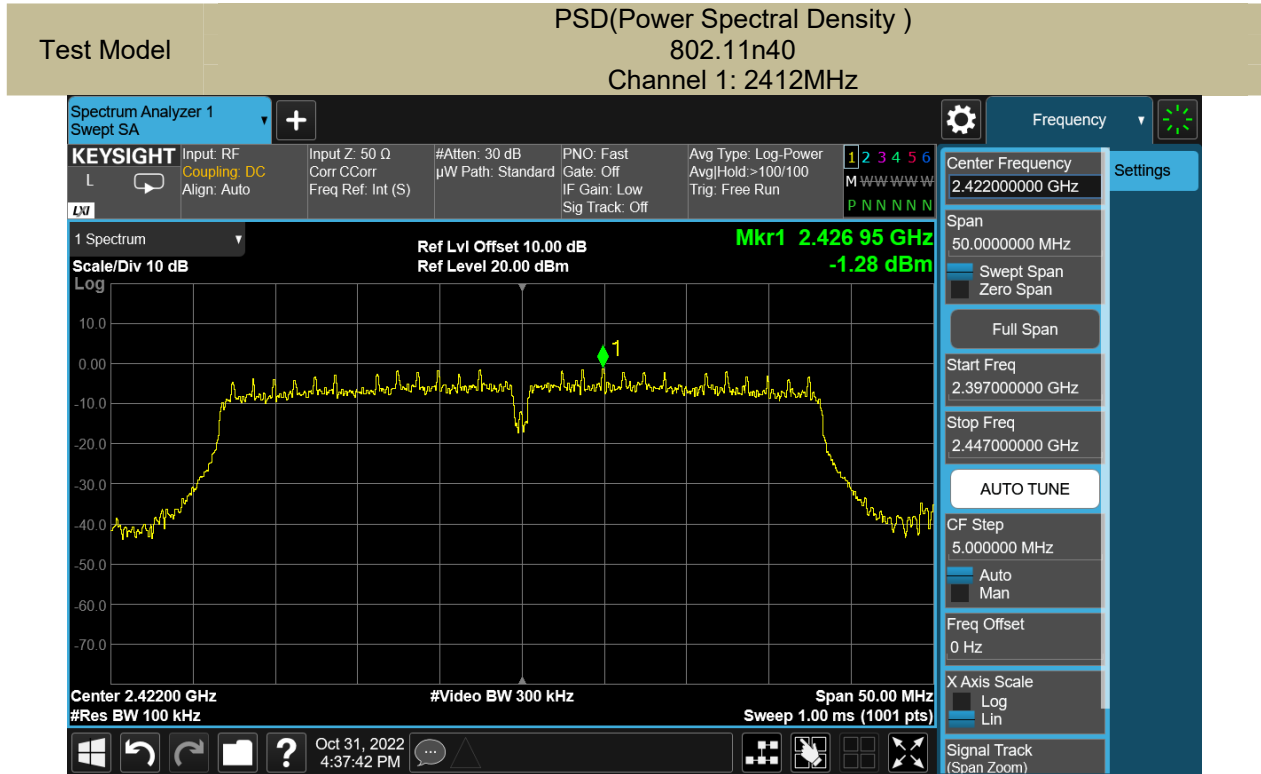 Test Model
PSD(Power Spectral Density )
802.11n40
Channel 1: 2412MHz
Spectrum Analyzer 1
Swept SA
+
Frequency
KEYSIGHT
L
LXI
Input: RF
Coupling: DC
Align: Auto
Input Z: 50 Ω
Corr CCorr
Freq Ref: Int (S)
#Atten: 30 dB
µW Path: Standard
PNO: Fast
Gate: Off
IF Gain: Low
Sig Track: Off
Avg Type: Log-Power
Avg|Hold:>100/100
Trig: Free Run
1 2 3 4 5 6
M W W W W W
P N N N N N
1 Spectrum
Scale/Div 10 dB
Log
Ref Lvl Offset 10.00 dB
Ref Level 20.00 dBm
Mkr1 2.426 95 GHz
-1.28 dBm
1
10.0
0.00
-10.0
-20.0
-30.0
-40.0
-50.0
-60.0
-70.0
Center 2.42200 GHz
#Res BW 100 kHz
#Video BW 300 kHz
Span 50.00 MHz
Sweep 1.00 ms (1001 pts)
Center Frequency
2.422000000 GHz
Settings
Span
50.0000000 MHz
Swept Span
Zero Span
Full Span
Start Freq
2.397000000 GHz
Stop Freq
2.447000000 GHz
AUTO TUNE
CF Step
5.000000 MHz
Auto
Man
Freq Offset
0 Hz
X Axis Scale
Log
Lin
Signal Track
(Span Zoom)
?
Oct 31, 2022
4:37:42 PM